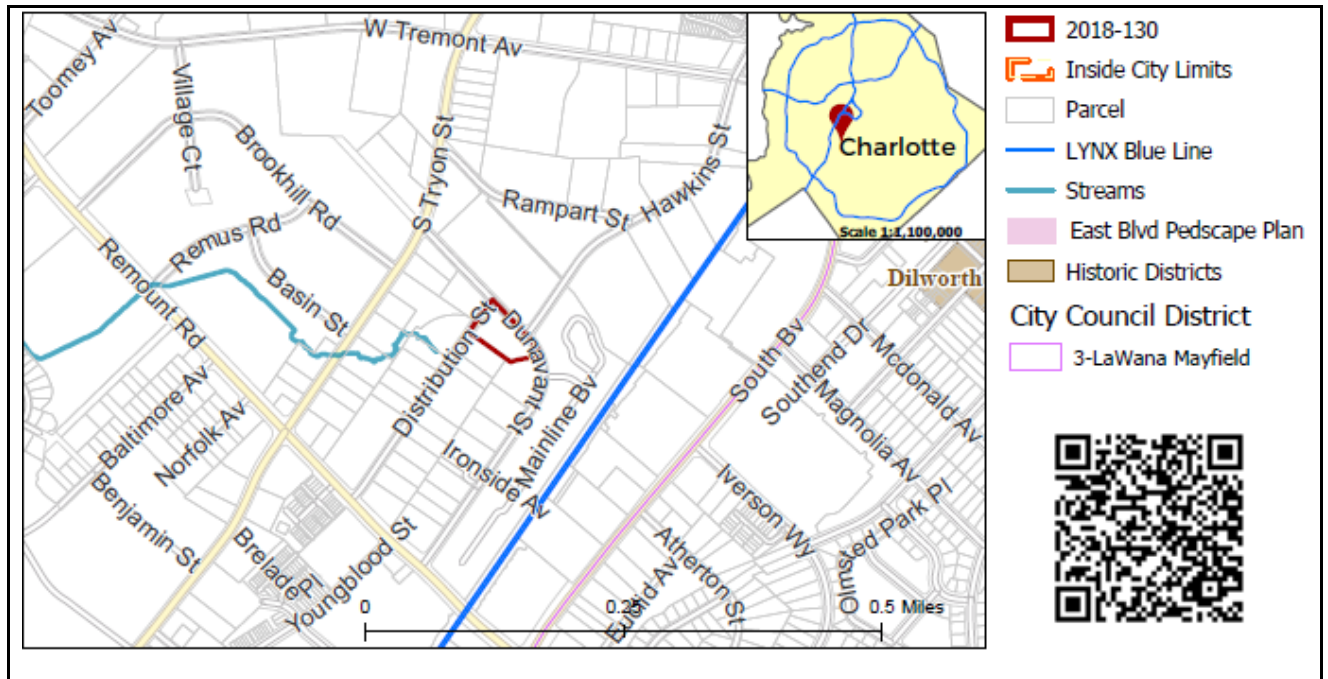 W Tremont Av
Toomey Av
Village Ct
Brookhill Rd
S Tryon St
Rampart St
Hawkins St
Remus Rd
Basin St
Remount Rd
Distribution St
Dunavant St
Mainline Bv
Ironside Av
Baltimore Av
Norfolk Av
Benjamin St
Brelade Pl
Youngblood St
South Bv
Southend Dr
Mcdonald Av
Magnolia Av
Iverson Wy
Olmsted Park Pl
Atherton St
Euclid Av
Dilworth
Charlotte
Scale 1:1,100,000
0
0.25
0.5 Miles
2018-130
Inside City Limits
Parcel
LYNX Blue Line
Streams
East Blvd Pedscape Plan
Historic Districts
City Council District
3-LaWana Mayfield